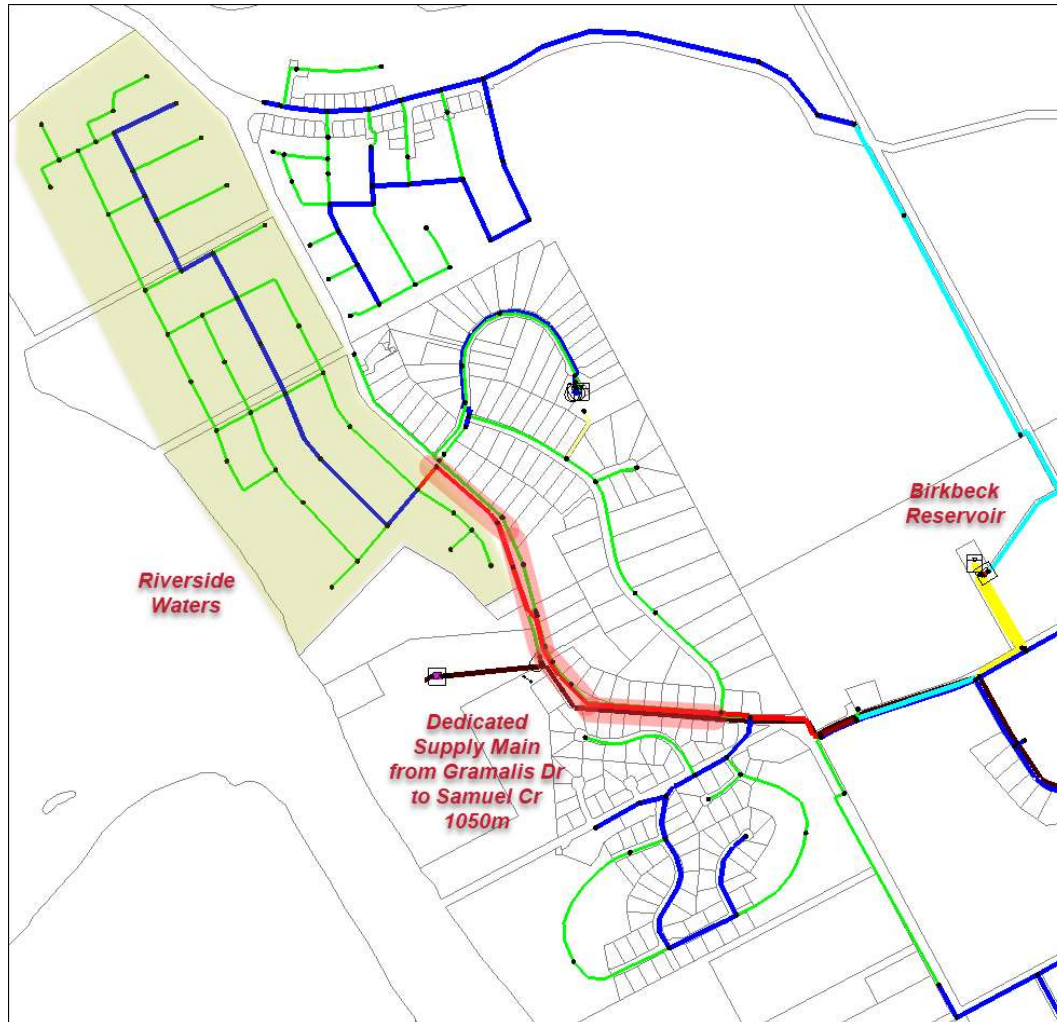 Birkbeck
Reservoir
Riverside
Waters
Dedicated
Supply Main
from Gramalis Dr
to Samuel Cr
1050m